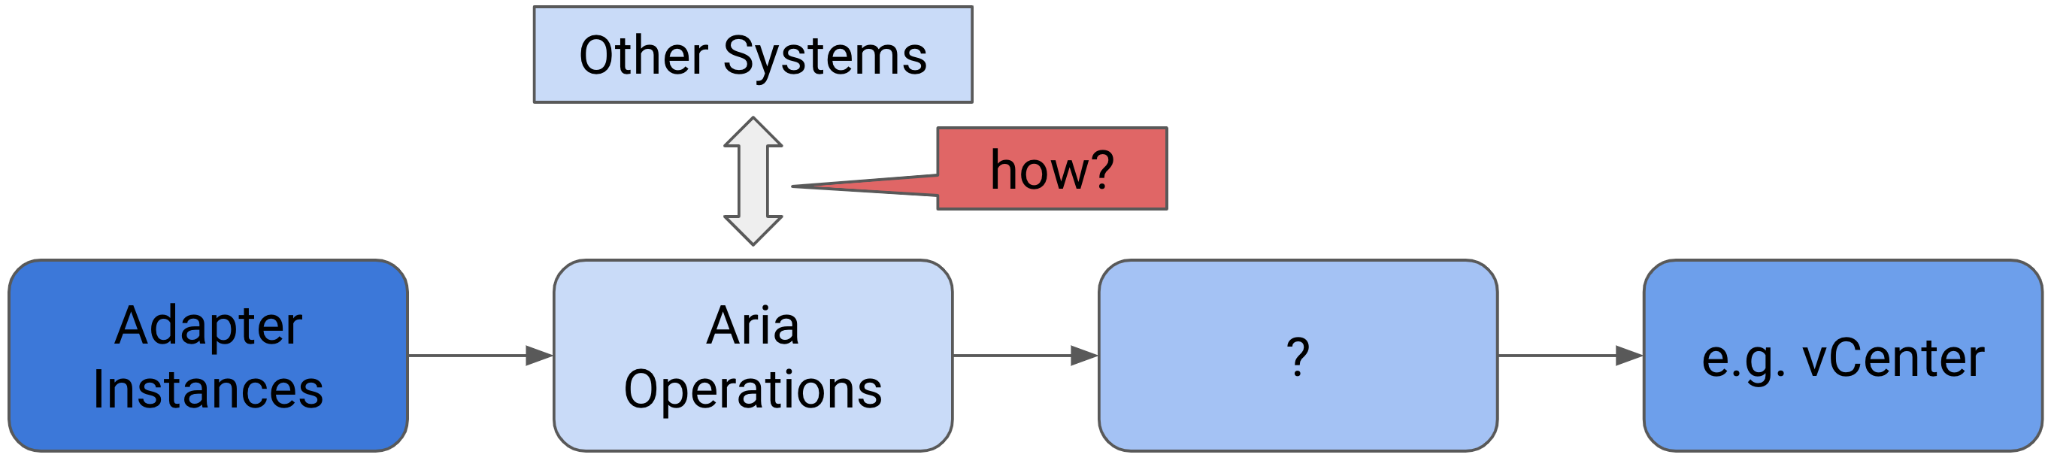 Other Systems
how?
Adapter
Instances
Aria
Operations
?
e.g. vCenter